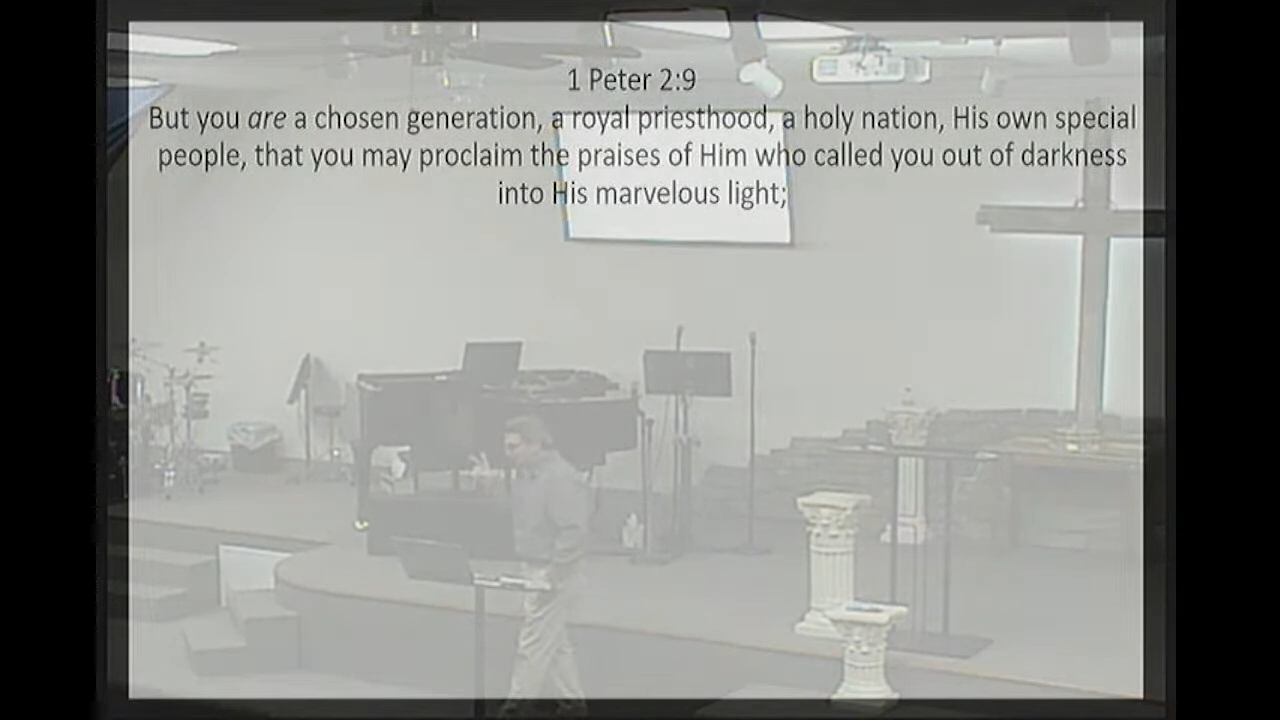 1 Peter 2:9
But you are a chosen generation, a royal priesthood, a holy nation, His own special
people, that you may proclaim the praises of Him who called you out of darkness
into His marvelous light;